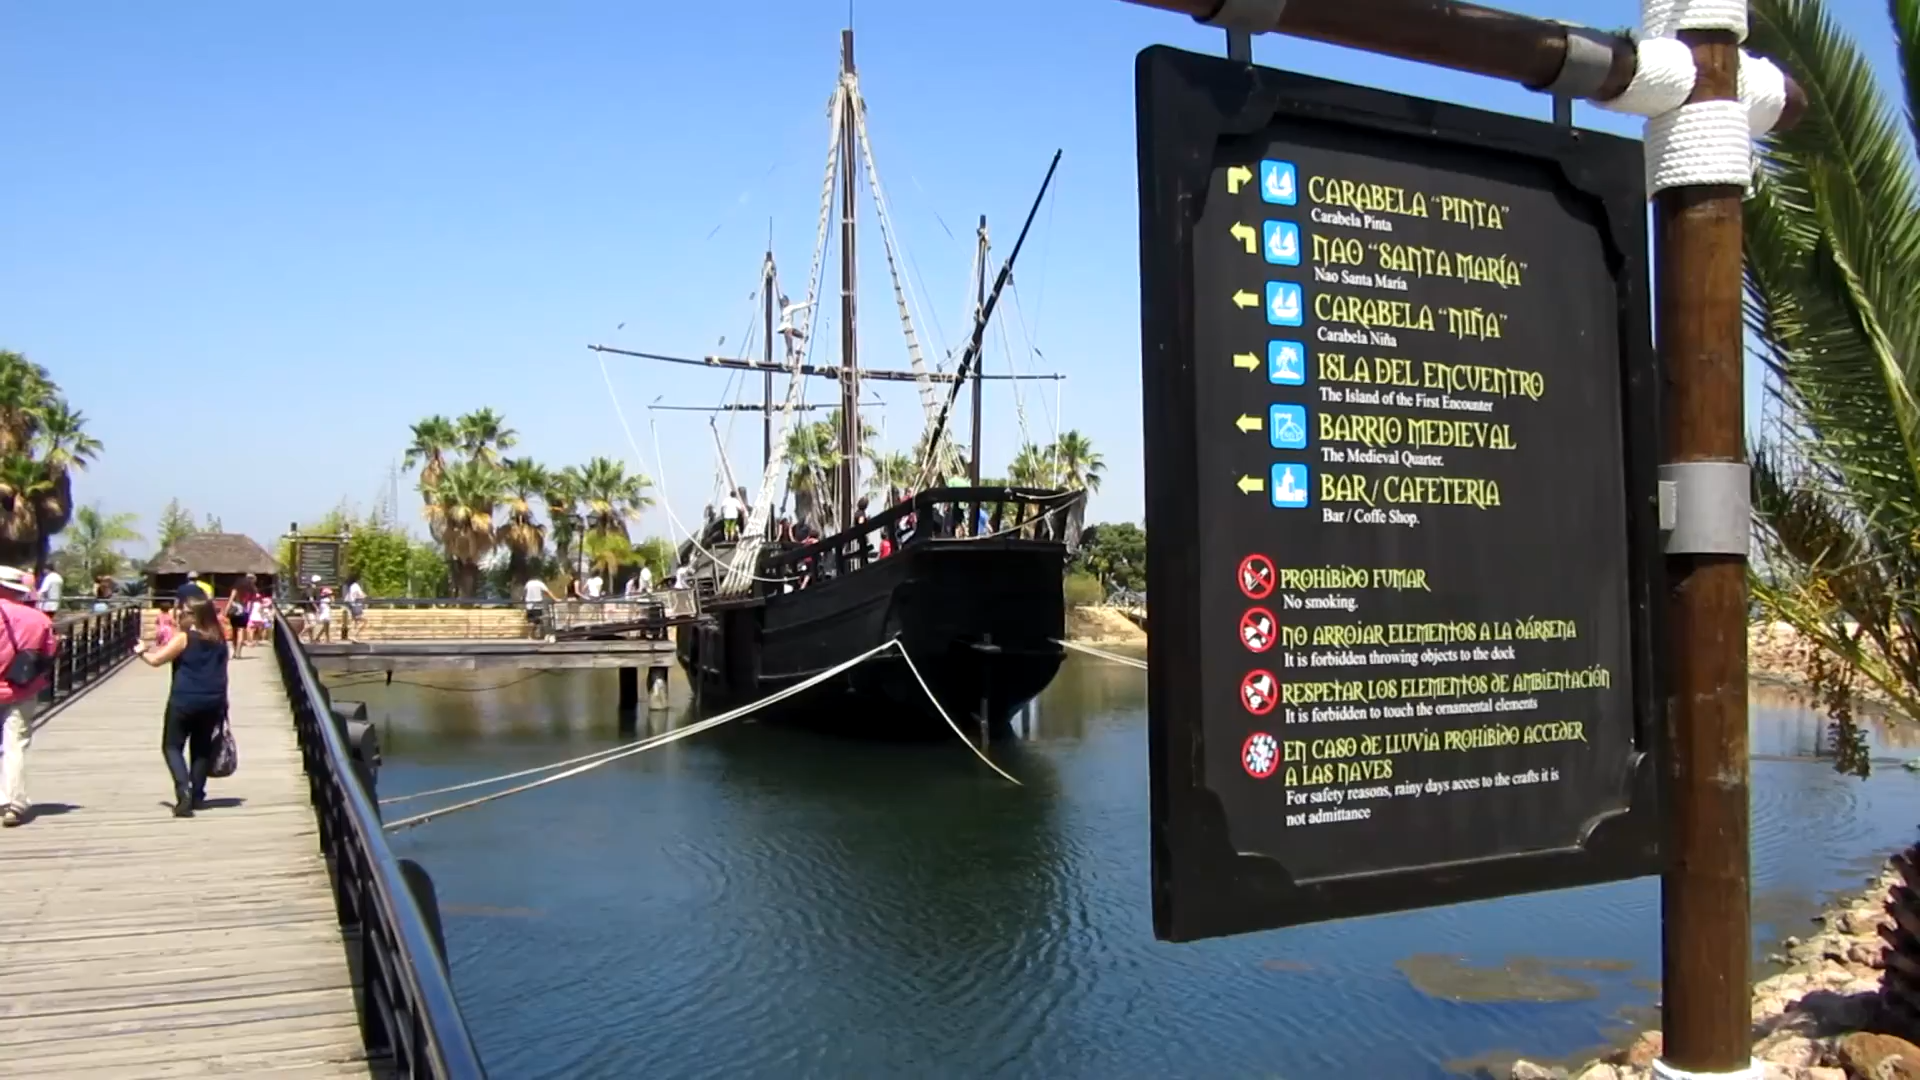 CARABELA “PINTA”
Carabela Pinta
NAO “SANTA MARÍA”
Nao Santa María
CARABELA “NIÑA”
Carabela Niña
ISLA DEL ENCUENTRO
The Island of the First Encounter
BARRIO MEDIEVAL
The Medieval Quarter.
BAR / CAFETERIA
Bar / Coffe Shop.
PROHIBIDO FUMAR
No smoking.
NO ARROJAR ELEMENTOS A LA DÁRSENA
It is forbidden throwing objects to the dock
RESPETAR LOS ELEMENTOS DE AMBIENTACIÓN
It is forbidden to touch the ornamental elements
EN CASO DE LLUVIA PROHIBIDO ACCEDER
A LAS NAVES
For safety reasons, rainy days acces to the crafts it is
not admittance